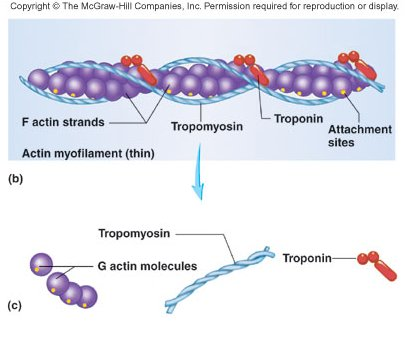 Copyright © The McGraw-Hill Companies, Inc. Permission required for reproduction or display.
F actin strands
Tropomyosin
Troponin
Attachment
sites
Actin myofilament (thin)
(b)
Tropomyosin
G actin molecules
Troponin
(c)